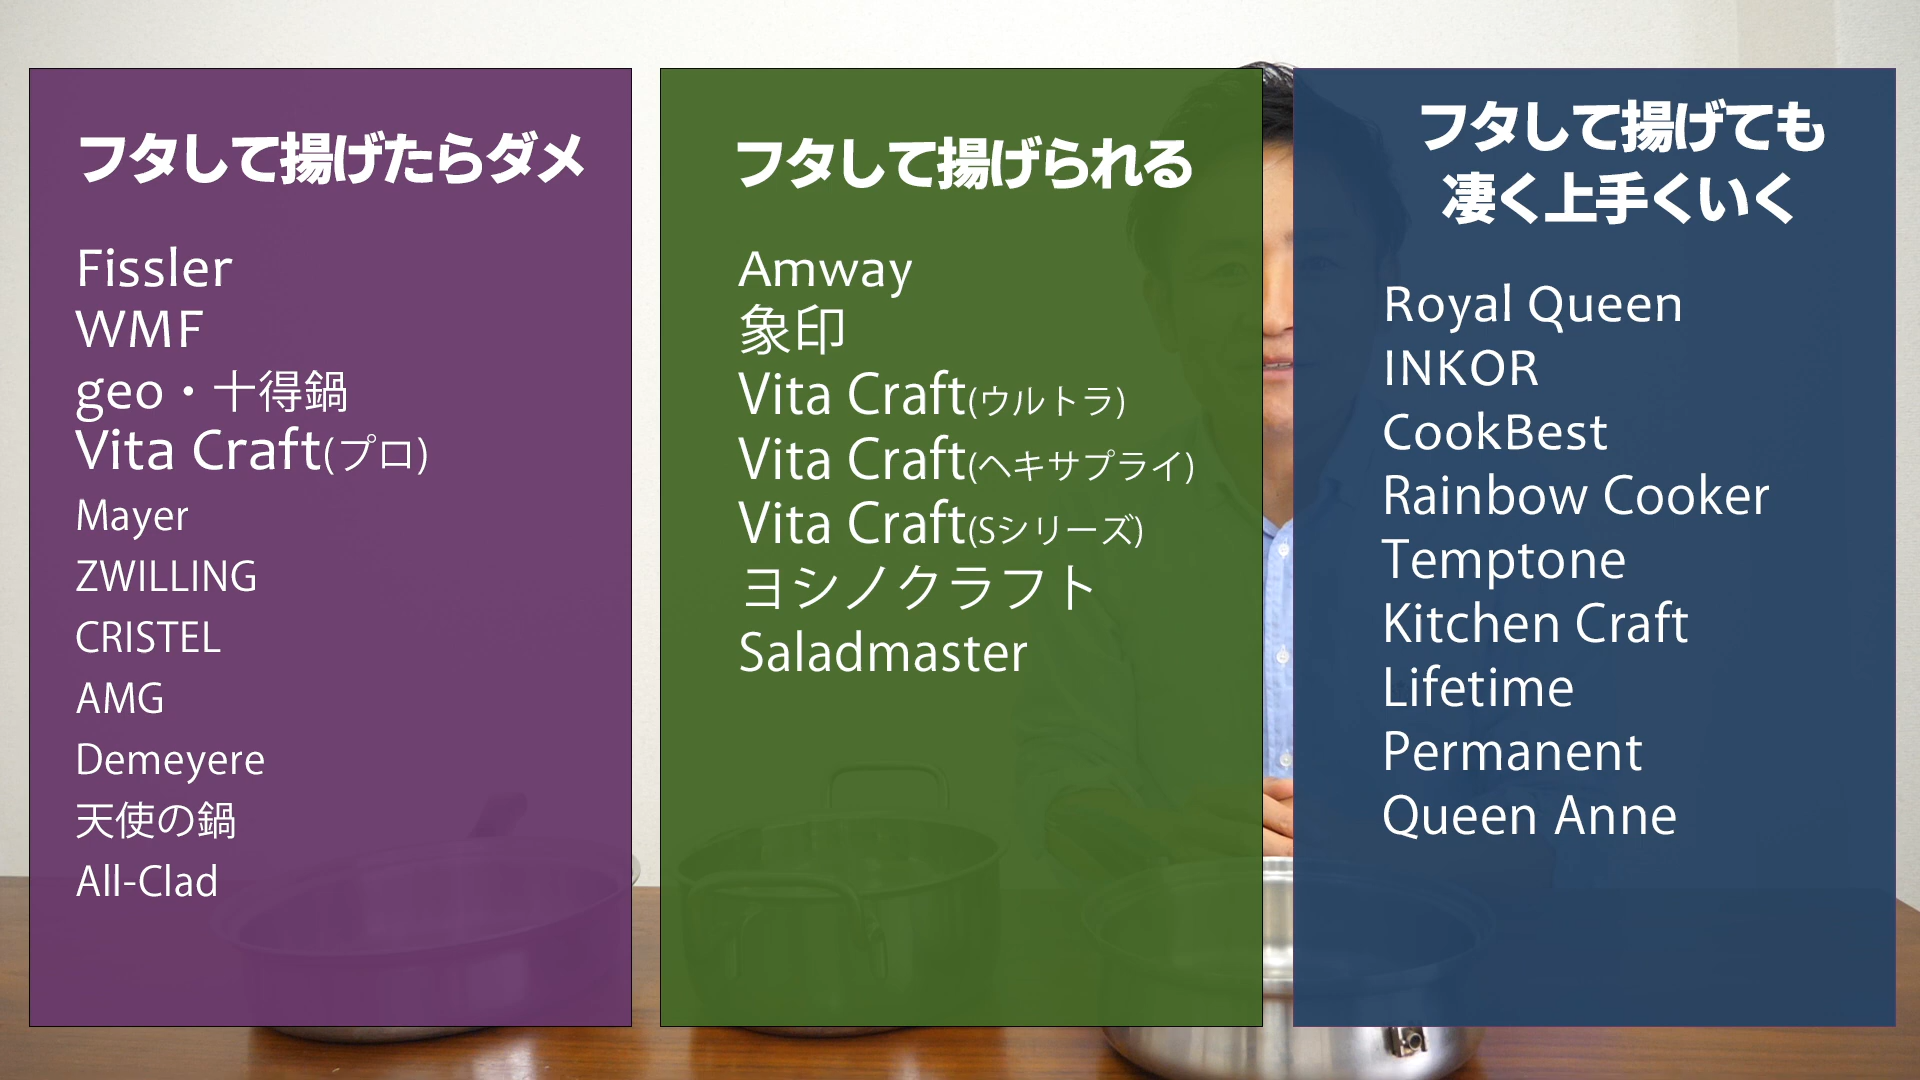 フタして揚げたらダメ
Fissler
WMF
geo・十得鍋
Vita Craft(プロ)
Mayer
ZWILLING
CRISTEL
AMG
Demeyere
天使の鍋
All-Clad
フタして揚げられる
Amway
象印
Vita Craft(ウルトラ)
Vita Craft(ヘキサプライ)
Vita Craft(Sシリーズ)
ヨシノクラフト
Saladmaster
フタして揚げても
凄く上手くいく
Royal Queen
INKOR
CookBest
Rainbow Cooker
Temptone
Kitchen Craft
Lifetime
Permanent
Queen Anne